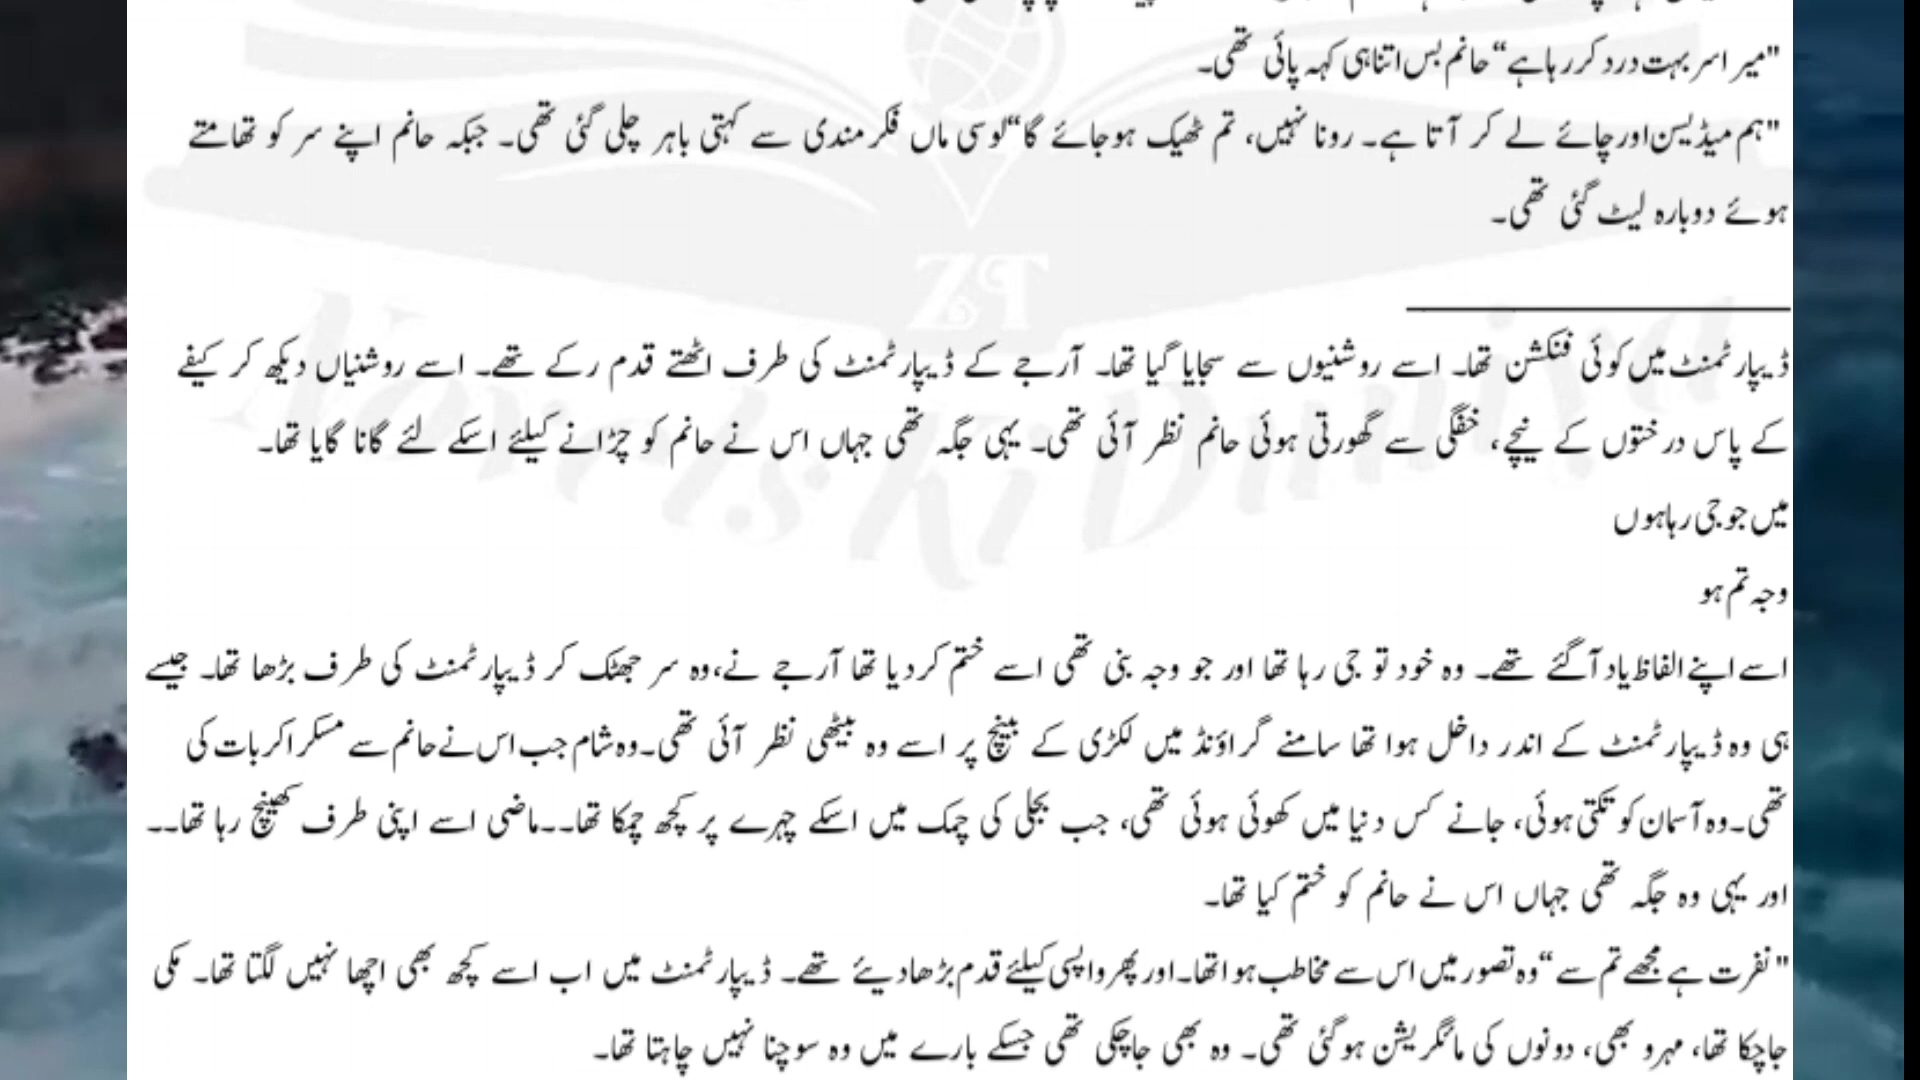 "میرا سر بہت درد کر رہا ہے“ حانم بس اتنا ہی کہہ پائی تھی۔
"ہم میڈیسن اور چائے لے کر آتا ہے۔ رونا نہیں، تم ٹھیک ہو جائے گا“ لوسی ماں فکر مندی سے کہتی باہر چلی گئی تھی۔ جبکہ حانم اپنے سر کو تھامتے
ہوئے دوبارہ لیٹ گئی تھی۔
ZT
Novels Ki Duniya
ڈیپارٹمنٹ میں کوئی فنکشن تھا۔ اسے روشنیوں سے سجایا گیا تھا۔ آرجے کے ڈیپارٹمنٹ کی طرف اٹھتے قدم رکے تھے۔ اسے روشنیاں دیکھ کر کیفے
کے پاس درختوں کے نیچے، خفگی سے گھورتی ہوئی حانم نظر آئی تھی۔ یہی جگہ تھی جہاں اس نے حانم کو چڑانے کیلئے اسکے لئے گانا گایا تھا۔
میں جو جی رہا ہوں
وجہ تم ہو
اسے اپنے الفاظ یاد آگئے تھے۔ وہ خود تو جی رہا تھا اور جو وجہ بنی تھی اسے ختم کر دیا تھا آرجے نے،وہ سر جھٹک کر ڈیپارٹمنٹ کی طرف بڑھا تھا۔ جیسے
ہی وہ ڈیپارٹمنٹ کے اندر داخل ہوا تھا سامنے گراؤنڈ میں لکڑی کے بینچ پر اسے وہ بیٹھی نظر آئی تھی۔وہ شام جب اس نے حانم سے مسکرا کر بات کی
تھی۔وہ آسمان کو تکتی ہوئی، جانے کس دنیا میں کھوئی ہوئی تھی، جب بجلی کی چمک میں اسکے چہرے پر کچھ چمکا تھا۔۔ماضی اسے اپنی طرف کھینچ رہا تھا۔۔
اور یہی وہ جگہ تھی جہاں اس نے حانم کو ختم کیا تھا۔
"نفرت ہے مجھے تم سے“ وہ تصور میں اس سے مخاطب ہوا تھا۔اور پھر واپسی کیلئے قدم بڑھا دیئے تھے۔ ڈیپارٹمنٹ میں اب اسے کچھ بھی اچھا نہیں لگتا تھا۔ مکی
جاچکا تھا، مہرو بھی، دونوں کی مائگریشن ہوگئی تھی۔ وہ بھی جاچکی تھی جسکے بارے میں وہ سوچنا نہیں چاہتا تھا۔